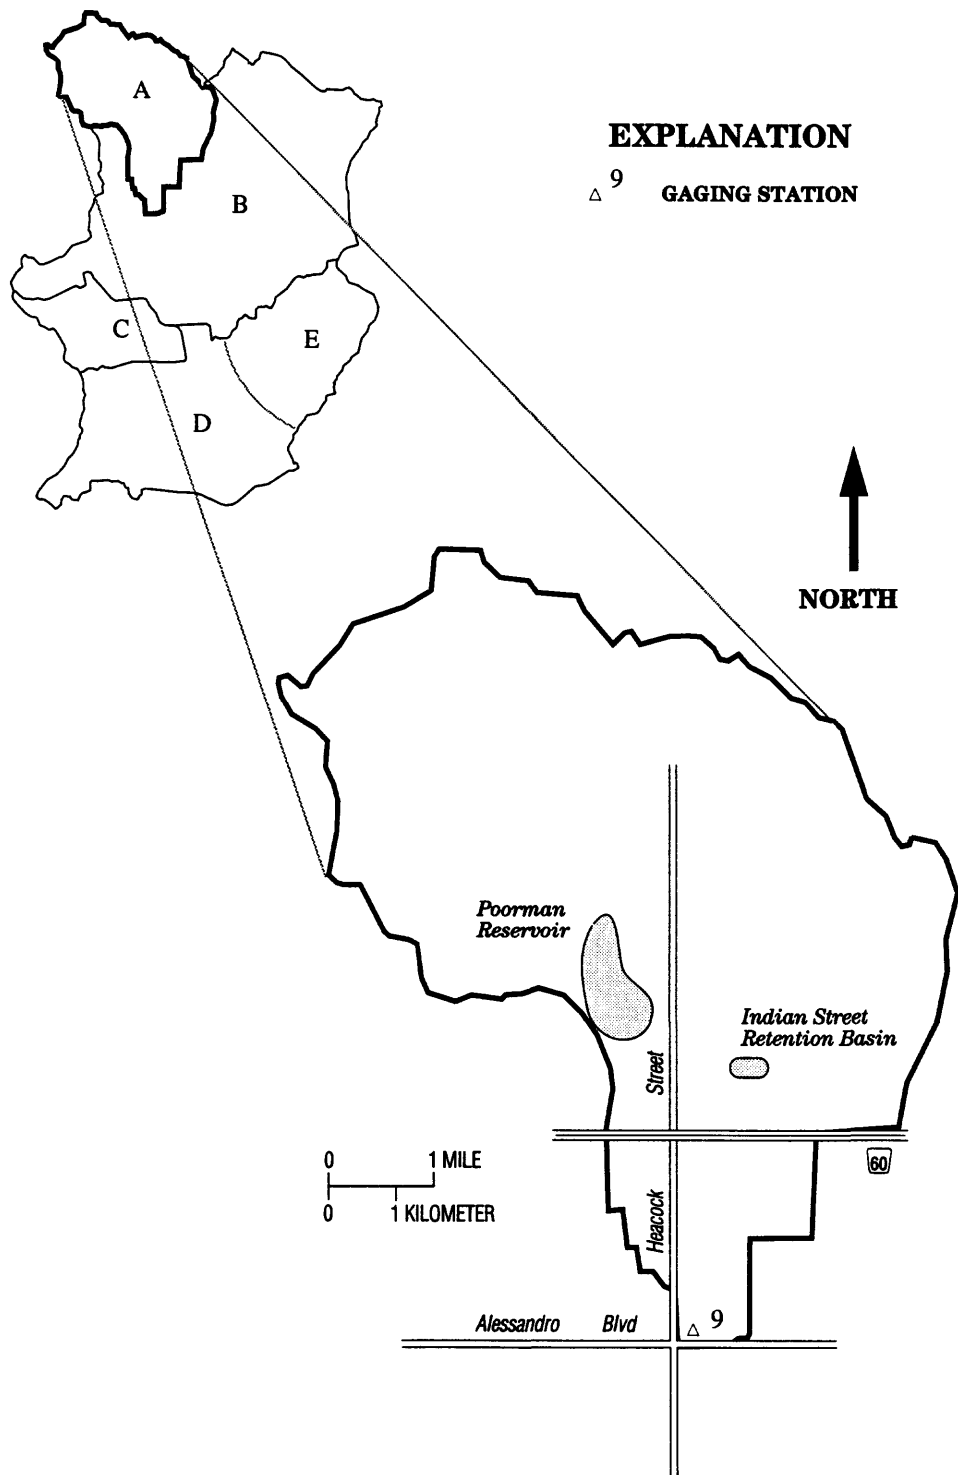 A
EXPLANATION
△ 9 GAGING STATION
B
C
E
D
NORTH
Poorman
Reservoir
Indian Street
Retention Basin
Street
0 1 MILE
0 1 KILOMETER
60
Heacock
Alessandro Blvd
△ 9